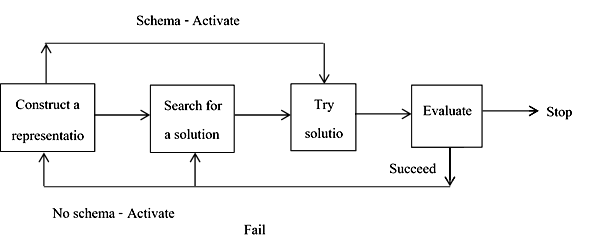 Schema - Activate
Construct a
representatio
Search for
a solution
Try
solutio
Evaluate
Stop
Succeed
No schema - Activate
Fail